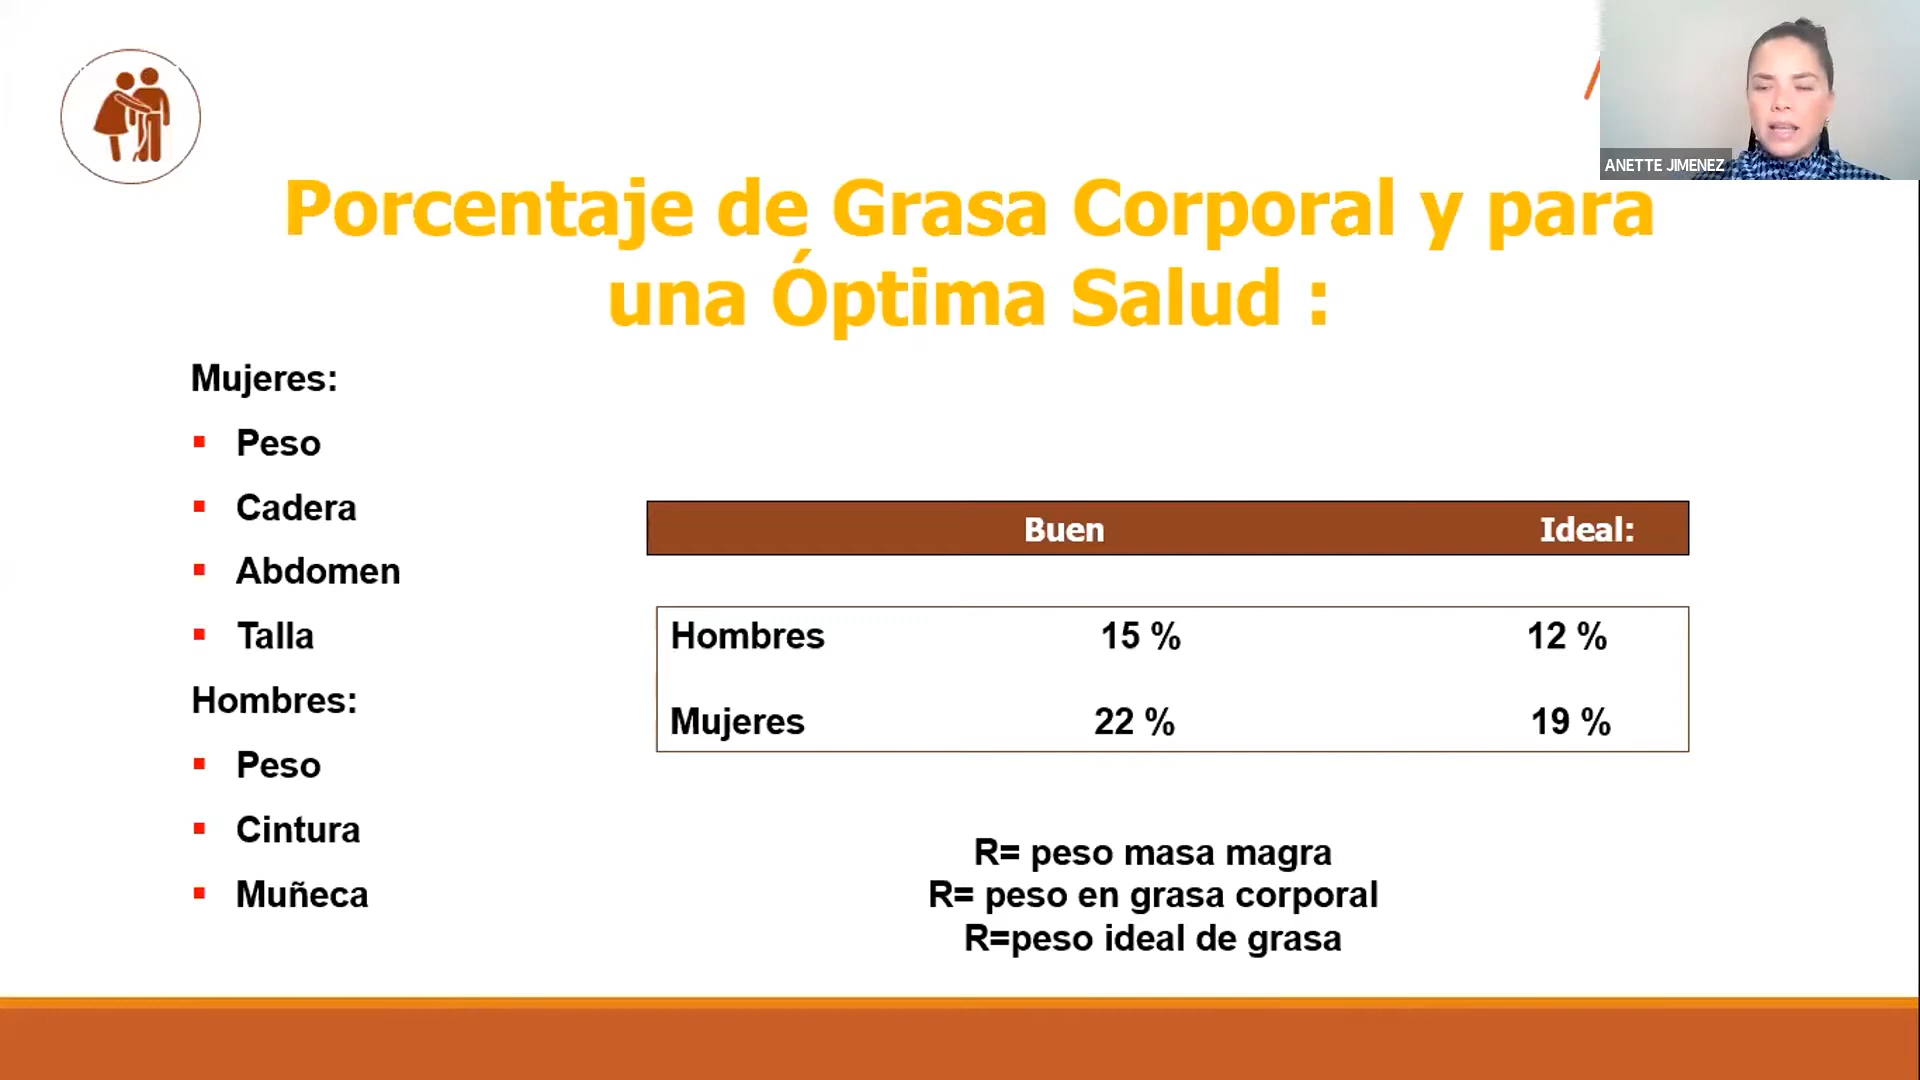 ANETTE JIMENEZ
Porcentaje de Grasa Corporal y para
una Óptima Salud :
Mujeres:
Peso
Cadera
Abdomen
Talla
Hombres:
Peso
Cintura
Muñeca
Buen Ideal:
Hombres 15 % 12 %
Mujeres 22 % 19 %
R= peso masa magra
R= peso en grasa corporal
R=peso ideal de grasa